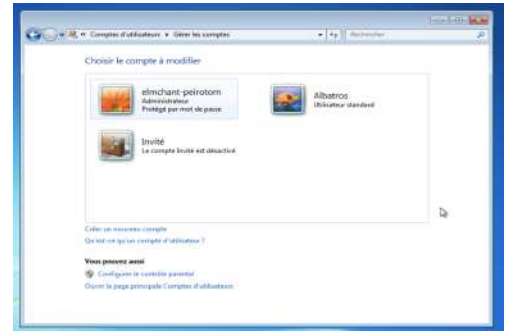 « Comptes d'utilisateurs ▸ Gérer les comptes
Rechercher
Choisir le compte à modifier
elmchant-peirotom
Administrateur
Protégé par mot de passe
Albatros
Utilisateur standard
Invité
Le compte Invité est désactivé
Créer un nouveau compte
Qu'est-ce qu'un compte d'utilisateur ?
Vous pouvez aussi
Configurer le contrôle parental
Ouvrir la page principale Comptes d'utilisateurs